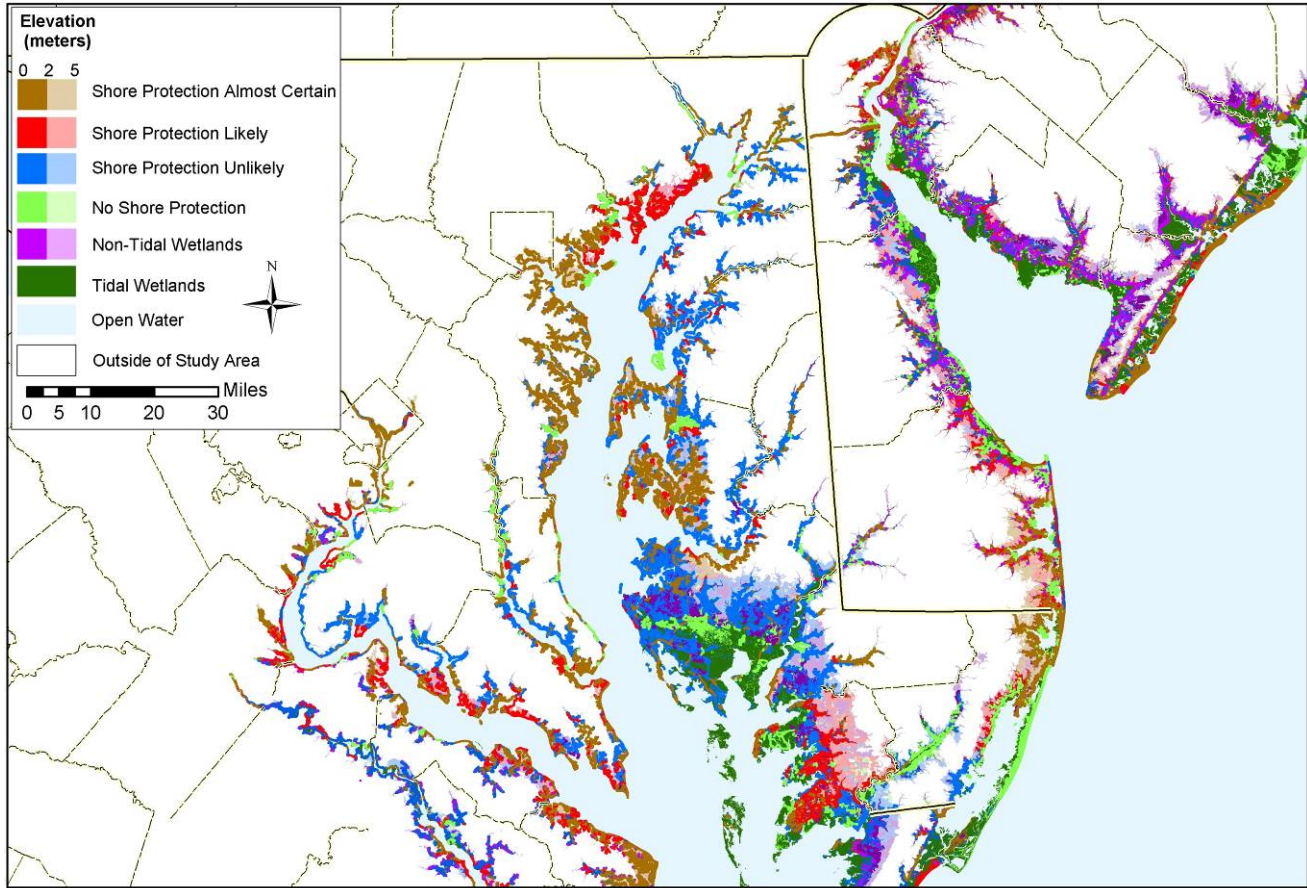 Elevation
(meters)
0 2 5
Shore Protection Almost Certain
Shore Protection Likely
Shore Protection Unlikely
No Shore Protection
Non-Tidal Wetlands
N
Tidal Wetlands
Open Water
Outside of Study Area
Miles
0 5 10 20 30